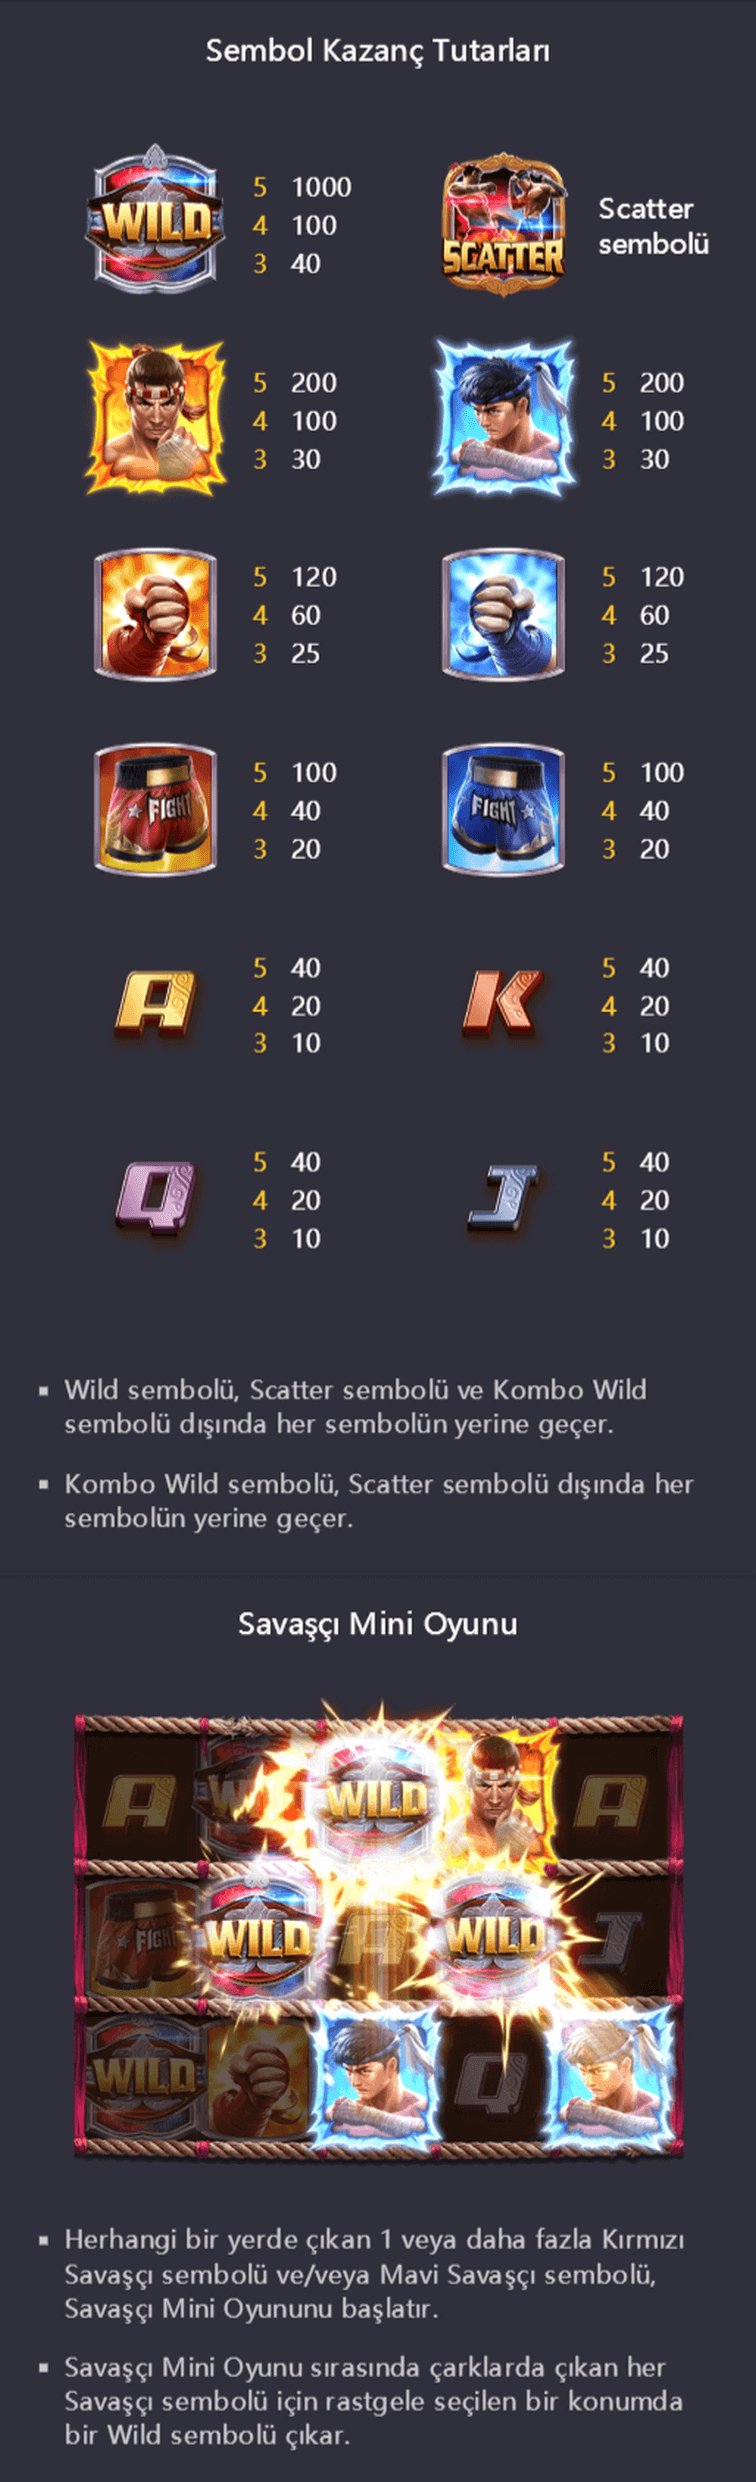 Sembol Kazanç Tutarları
WILD
5 1000
4 100
3 40
SCATTER
Scatter
sembolü
5 200
4 100
3 30
5 200
4 100
3 30
5 120
4 60
3 25
5 120
4 60
3 25
FIGHT
5 100
4 40
3 20
FIGHT
5 100
4 40
3 20
A
5 40
4 20
3 10
K
5 40
4 20
3 10
Q
5 40
4 20
3 10
J
5 40
4 20
3 10
Wild sembolü, Scatter sembolü ve Kombo Wild
sembolü dışında her sembolün yerine geçer.
Kombo Wild sembolü, Scatter sembolü dışında her
sembolün yerine geçer.
Savaşçı Mini Oyunu
A WILD A
FIGHT WILD A WILD J
WILD Q
Herhangi bir yerde çıkan 1 veya daha fazla Kırmızı
Savaşçı sembolü ve/veya Mavi Savaşçı sembolü,
Savaşçı Mini Oyununu başlatır.
Savaşçı Mini Oyunu sırasında çarklarda çıkan her
Savaşçı sembolü için rastgele seçilen bir konumda
bir Wild sembolü çıkar.